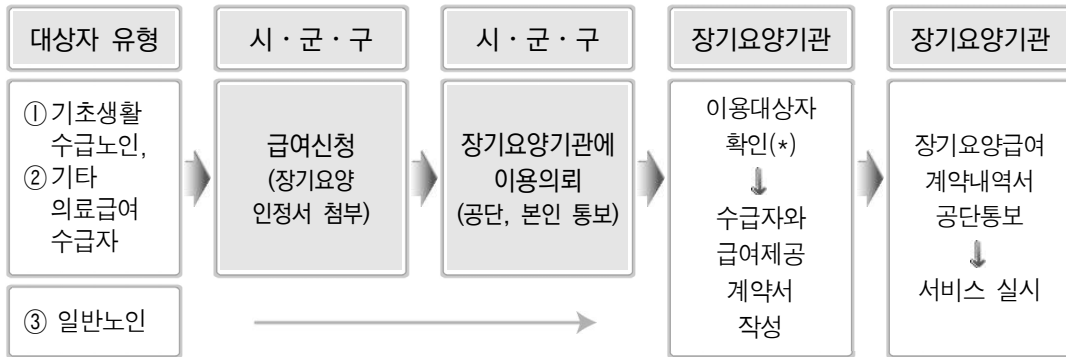 대상자 유형
시·군·구
시·군·구
장기요양기관
장기요양기관
① 기초생활
수급노인,
② 기타
의료급여
수급자
급여신청
(장기요양
인정서 첨부)
장기요양기관에
이용의뢰
(공단, 본인 통보)
이용대상자
확인(*)
수급자와
급여제공
계약서
작성
장기요양급여
계약내역서
공단통보
서비스 실시
③ 일반노인